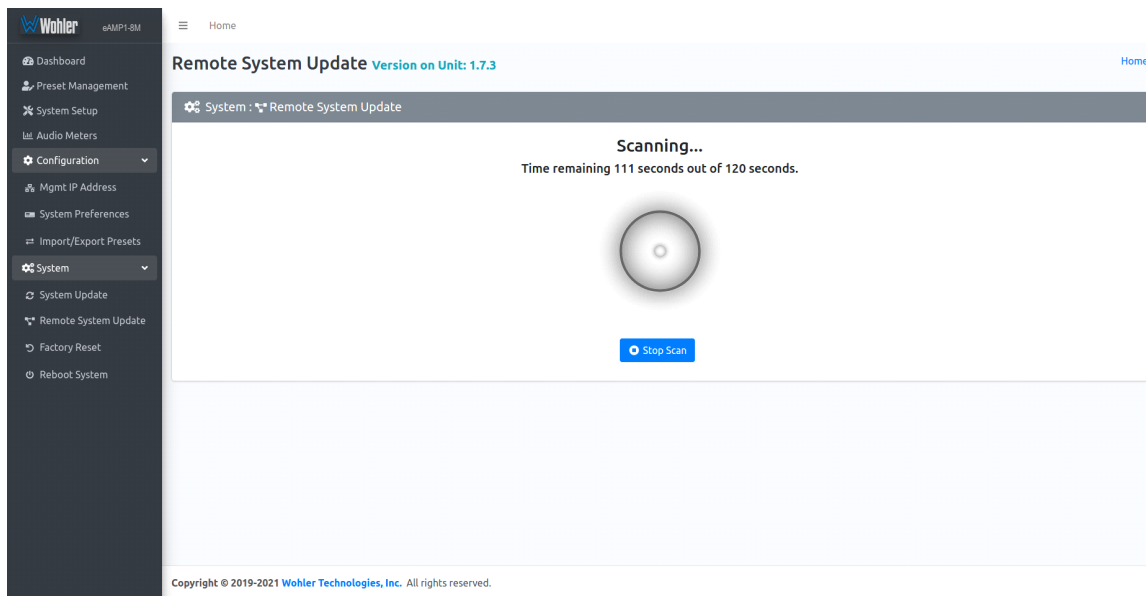 Wohler eAMP1-8M
Home
Dashboard
Preset Management
System Setup
Audio Meters
Configuration
Mgmt IP Address
System Preferences
Import/Export Presets
System
System Update
Remote System Update
Factory Reset
Reboot System
Remote System Update Version on Unit: 1.7.3
Home
System : Remote System Update
Scanning...
Time remaining 111 seconds out of 120 seconds.
Stop Scan
Copyright © 2019-2021 Wohler Technologies, Inc. All rights reserved.